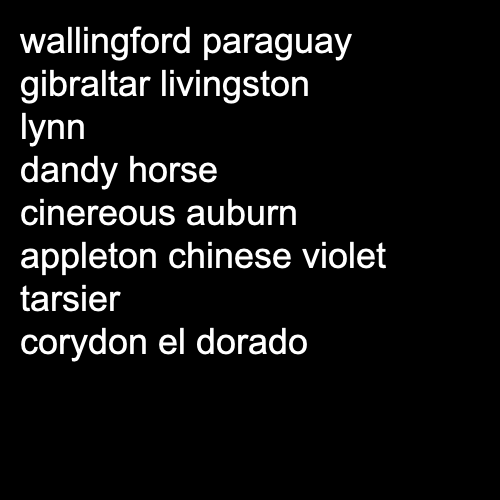 wallingford paraguay
gibraltar livingston
lynn
dandy horse
cinereous auburn
appleton chinese violet
tarsier
corydon el dorado